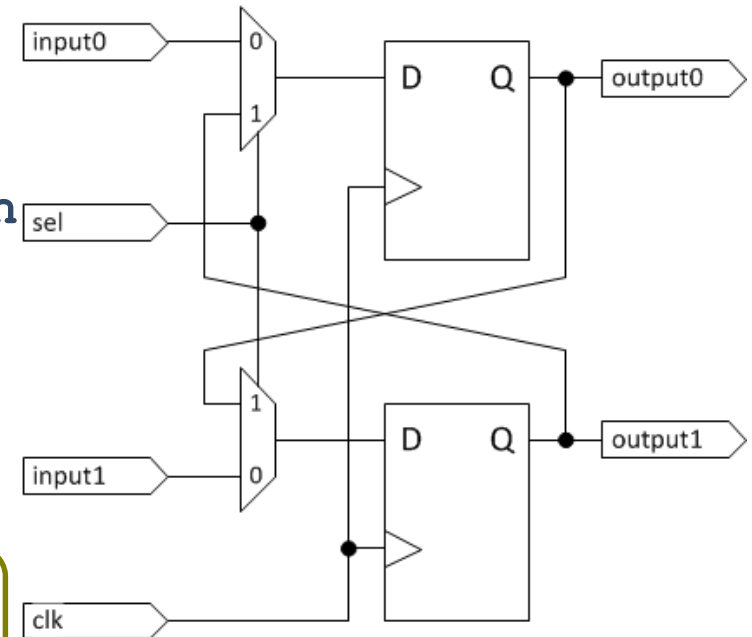 input0
0
1
D Q
output0
n
sel
1
0
D Q
output1
input1
clk